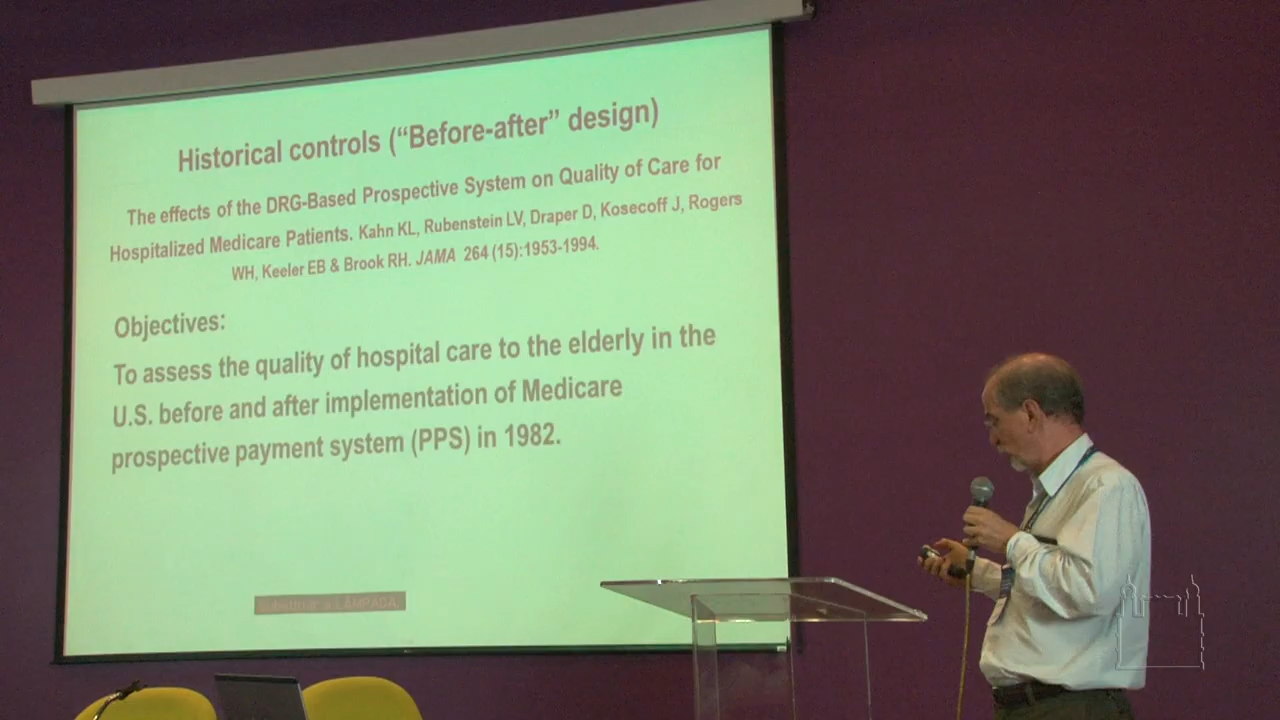 Historical controls (“Before-after” design)
The effects of the DRG-Based Prospective System on Quality of Care for
Hospitalized Medicare Patients. Kahn KL, Rubenstein LV, Draper D, Kosecoff J, Rogers
WH, Keeler EB & Brook RH. JAMA 264 (15):1953-1994.
Objectives:
To assess the quality of hospital care to the elderly in the
U.S. before and after implementation of Medicare
prospective payment system (PPS) in 1982.
LÂMPADA